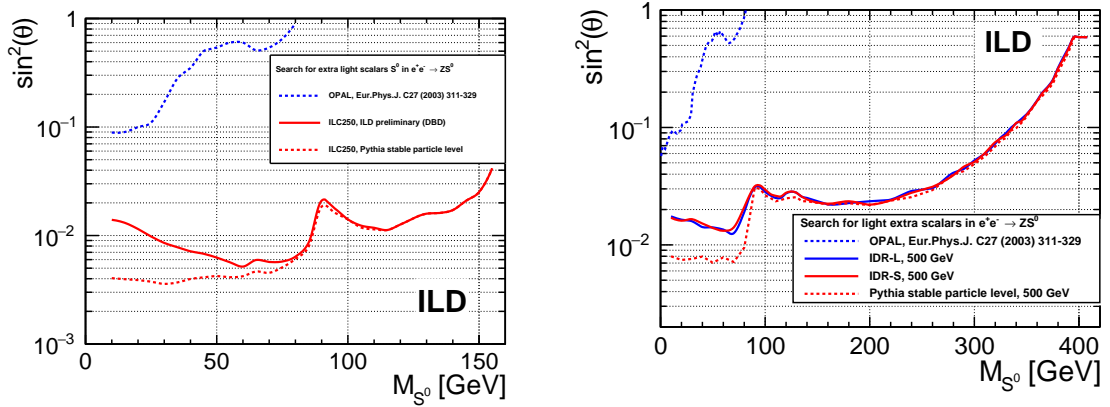 sin²(θ)
1
10⁻¹
10⁻²
10⁻³
Search for extra light scalars S⁰ in e⁺e⁻ → ZS⁰
OPAL, Eur.Phys.J. C27 (2003) 311-329
ILC250, ILD preliminary (DBD)
ILC250, Pythia stable particle level
ILD
0 50 100 150
M_S⁰ [GeV]
sin²(θ)
1
10⁻¹
10⁻²
ILD
Search for light extra scalars in e⁺e⁻ → ZS⁰
OPAL, Eur.Phys.J. C27 (2003) 311-329
IDR-L, 500 GeV
IDR-S, 500 GeV
Pythia stable particle level, 500 GeV
0 100 200 300 400
M_S⁰ [GeV]